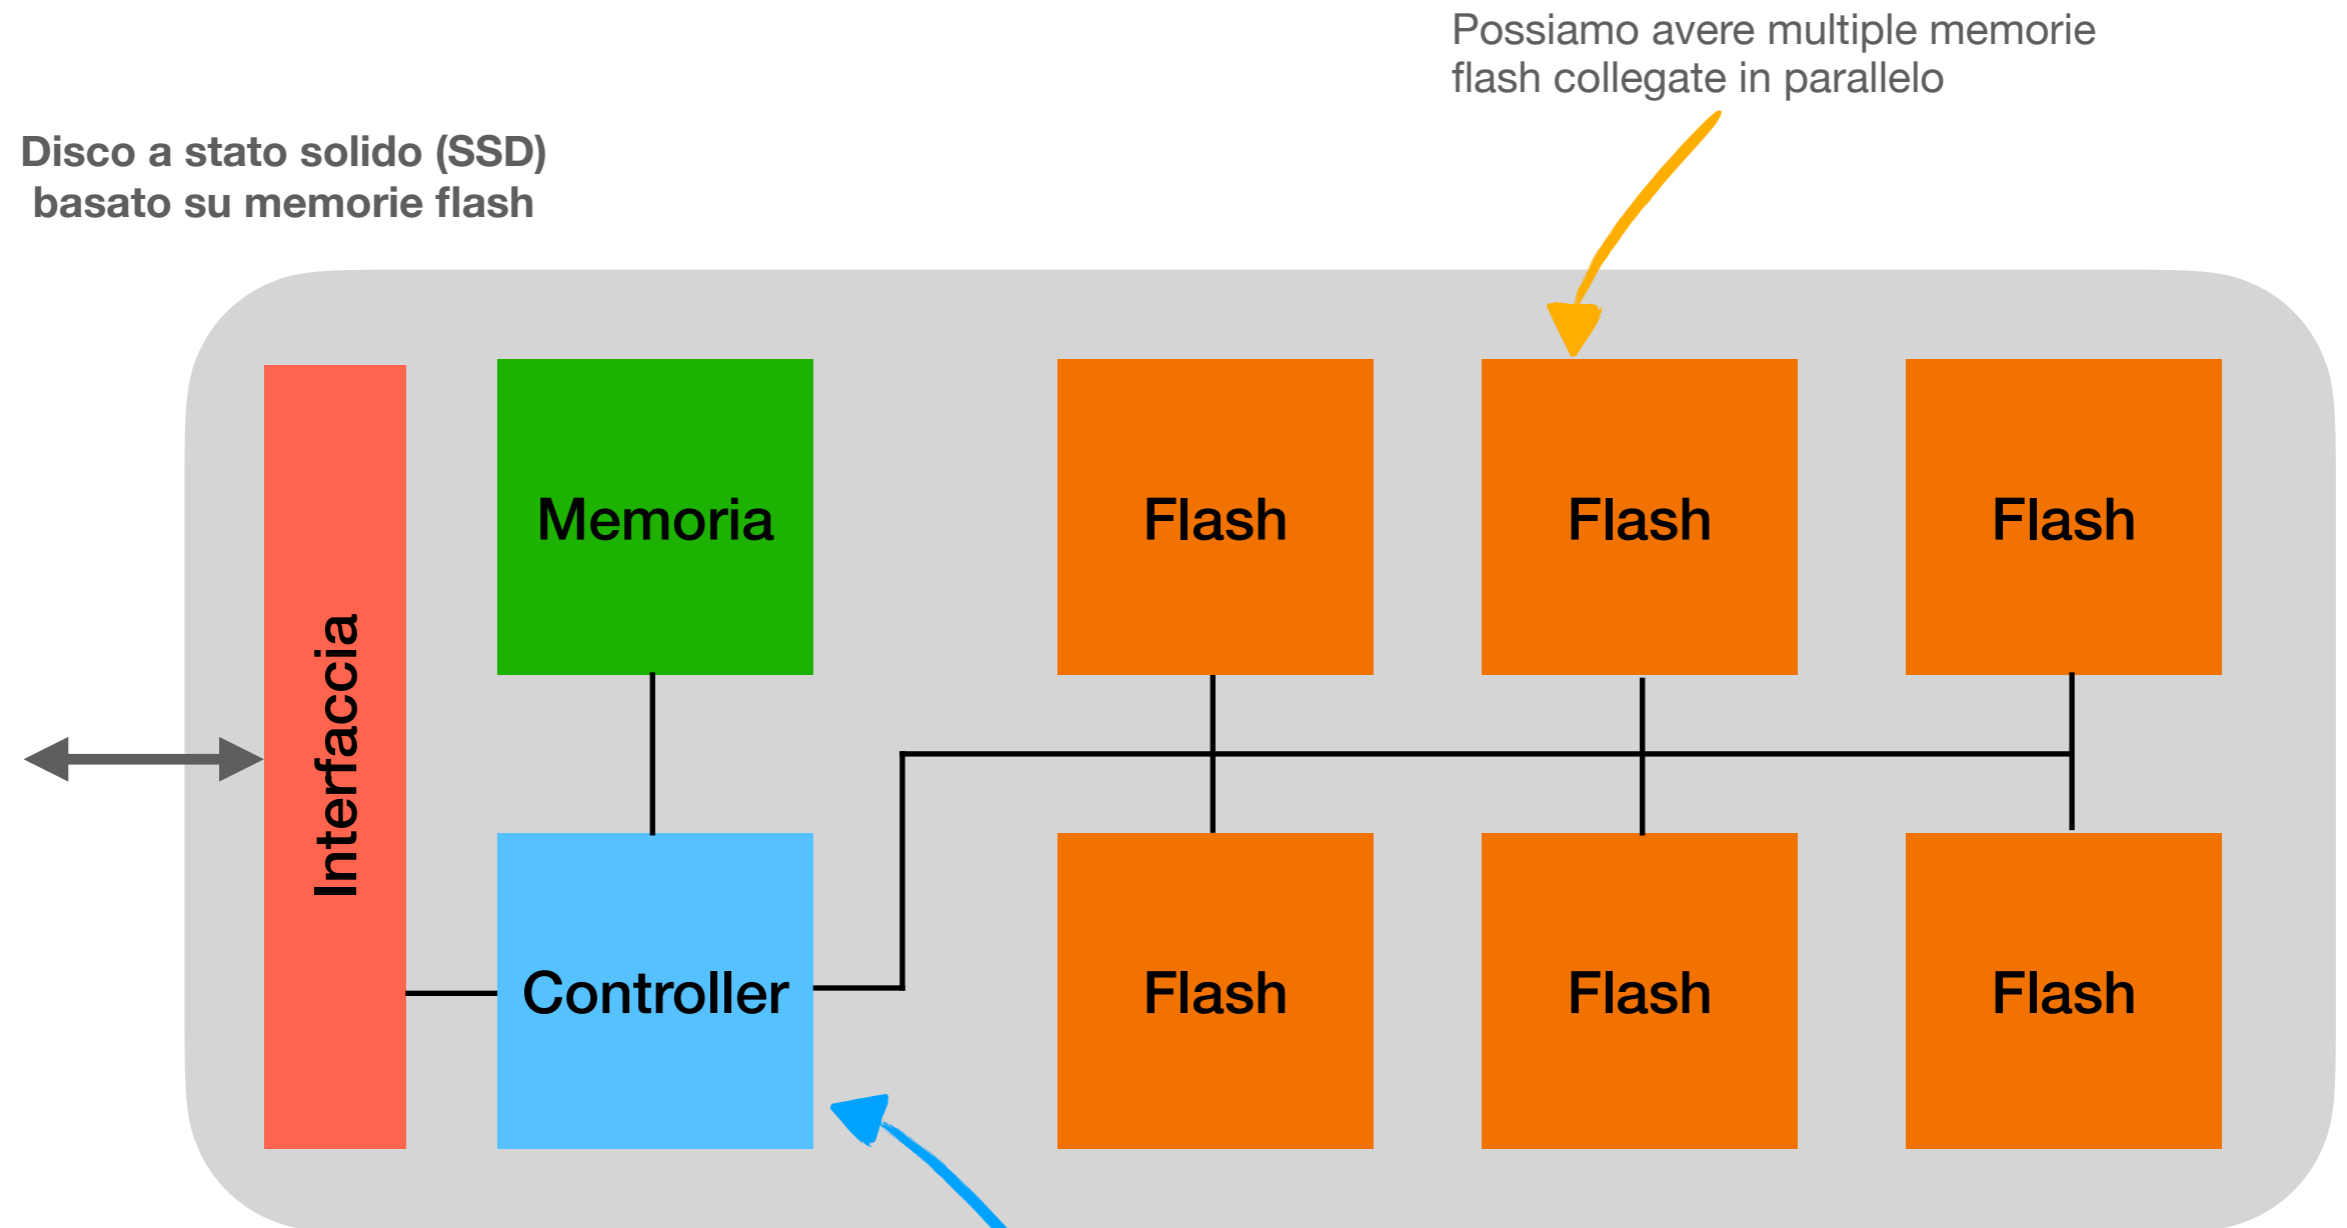 Possiamo avere multiple memorie
flash collegate in parallelo
Disco a stato solido (SSD)
basato su memorie flash
Interfaccia
Memoria
Flash
Flash
Flash
Controller
Flash
Flash
Flash